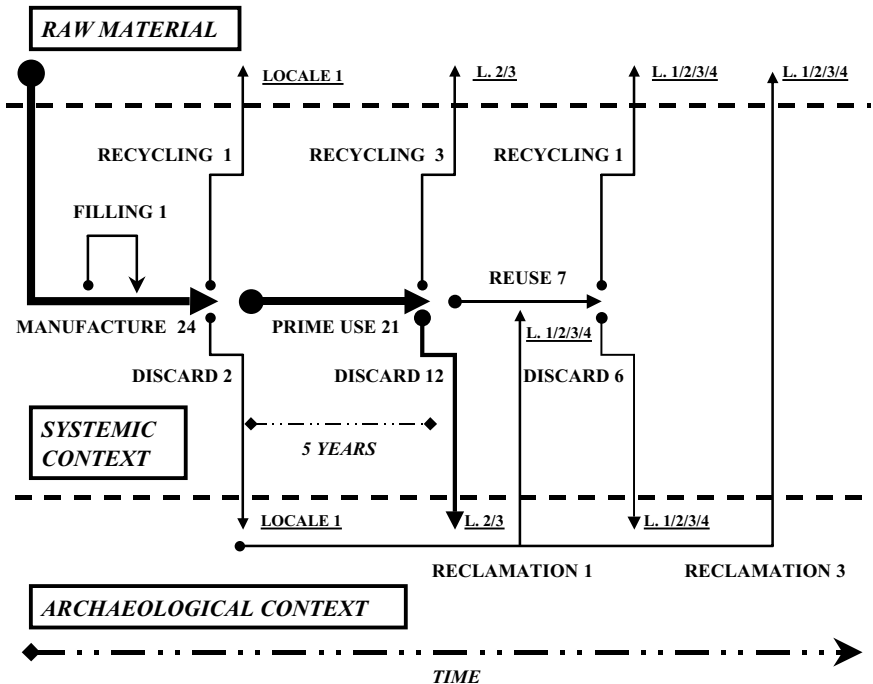 RAW MATERIAL
LOCALE 1
L. 2/3
L. 1/2/3/4
L. 1/2/3/4
RECYCLING 1
RECYCLING 3
RECYCLING 1
FILLING 1
REUSE 7
MANUFACTURE 24
PRIME USE 21
L. 1/2/3/4
DISCARD 2
DISCARD 12
DISCARD 6
SYSTEMIC
CONTEXT
5 YEARS
LOCALE 1
L. 2/3
L. 1/2/3/4
RECLAMATION 1
RECLAMATION 3
ARCHAEOLOGICAL CONTEXT
TIME